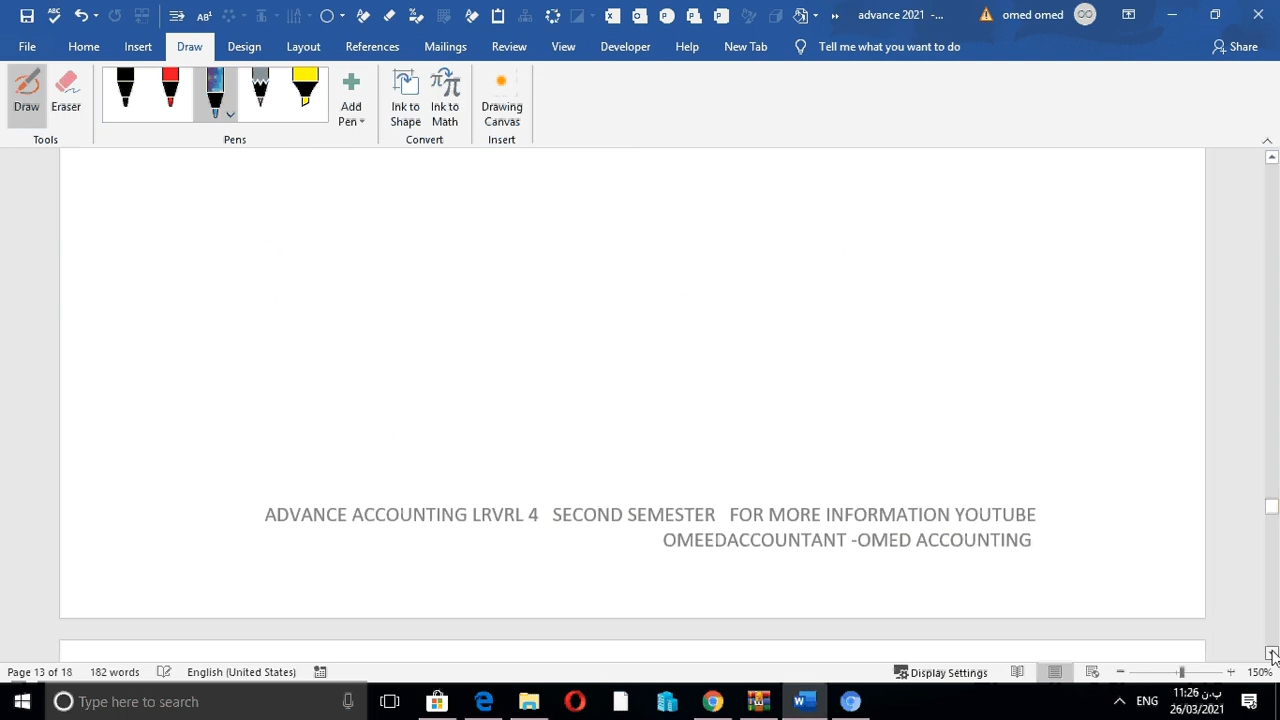 advance 2021 -...
omed omed
File Home Insert Draw Design Layout References Mailings Review View Developer Help New Tab Tell me what you want to do Share
Draw
Eraser
Add
Pen
Ink to
Shape
Ink to
Math
Drawing
Canvas
Tools
Pens
Convert
Insert
ADVANCE ACCOUNTING LRVRL 4 SECOND SEMESTER FOR MORE INFORMATION YOUTUBE
OMEEDACCOUNTANT -OMED ACCOUNTING
Page 13 of 18 182 words English (United States) Display Settings 150%
Type here to search
ENG
11:26 ب.ن
26/03/2021